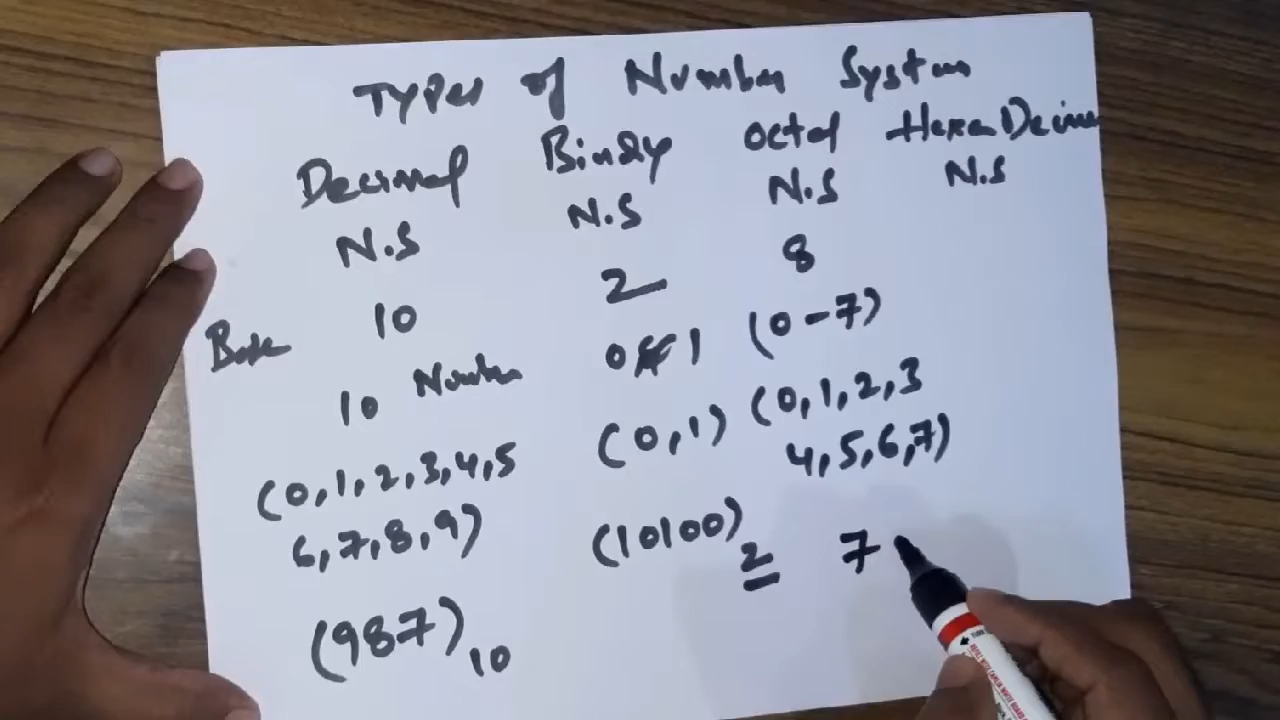 Types of Number System
Decimal Binary Octal HexaDecima
N.S N.S N.S N.S
Base 10 2 8
10 Number 0 1 (0-7)
(0,1,2,3,4,5 (0,1) (0,1,2,3
6,7,8,9) 4,5,6,7)
(987)10 (10100)2 7